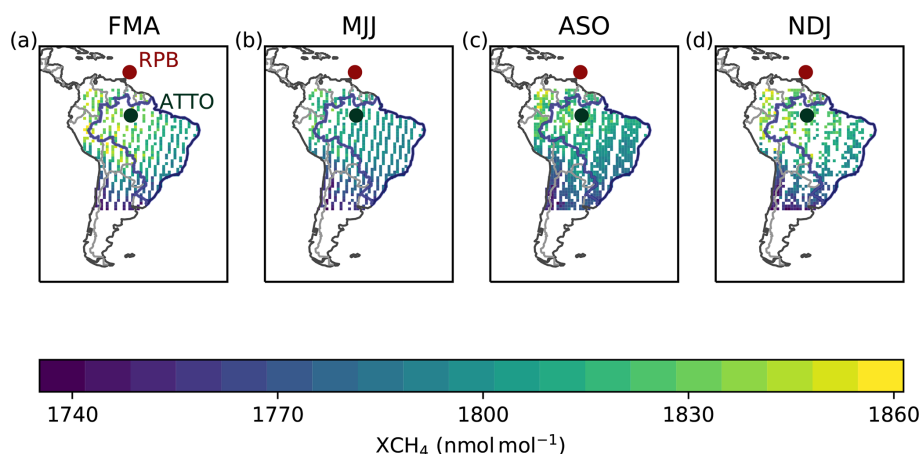 FMA MJJ ASO NDJ
(a) (b) (c) (d)
RPB
ATTO
1740 1770 1800 1830 1860
XCH₄ (nmol mol⁻¹)